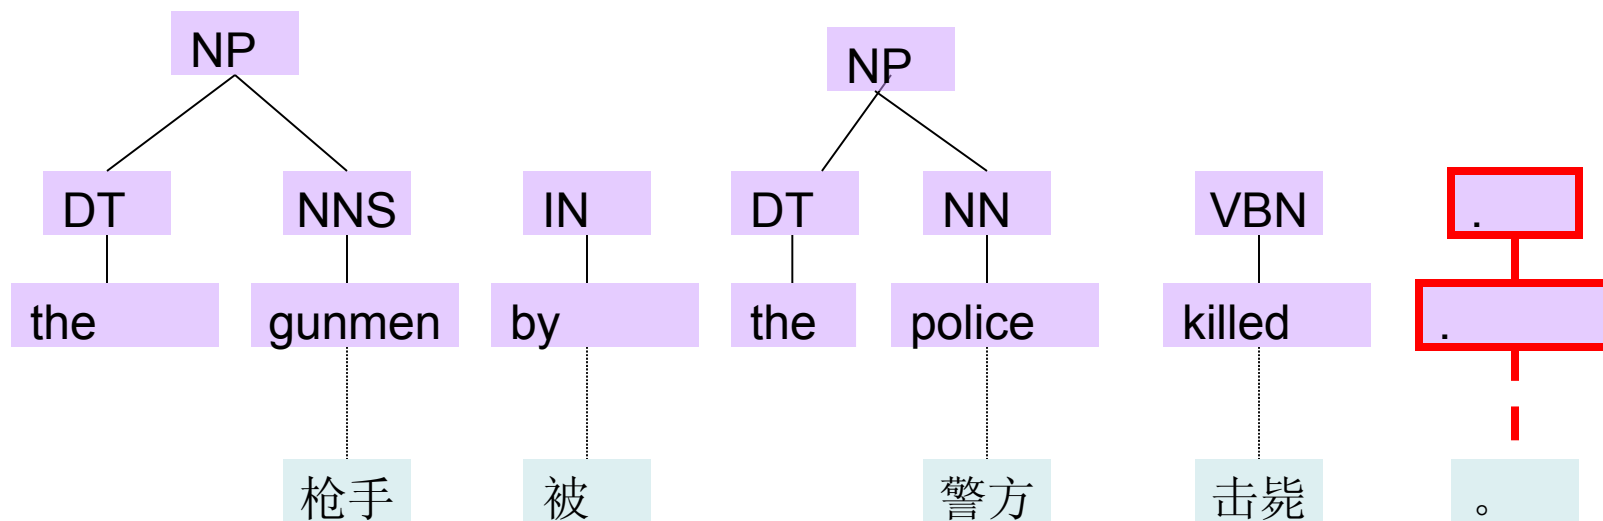 NP NP
DT NNS IN DT NN VBN .
the gunmen by the police killed .
枪手 被 警方 击毙 。